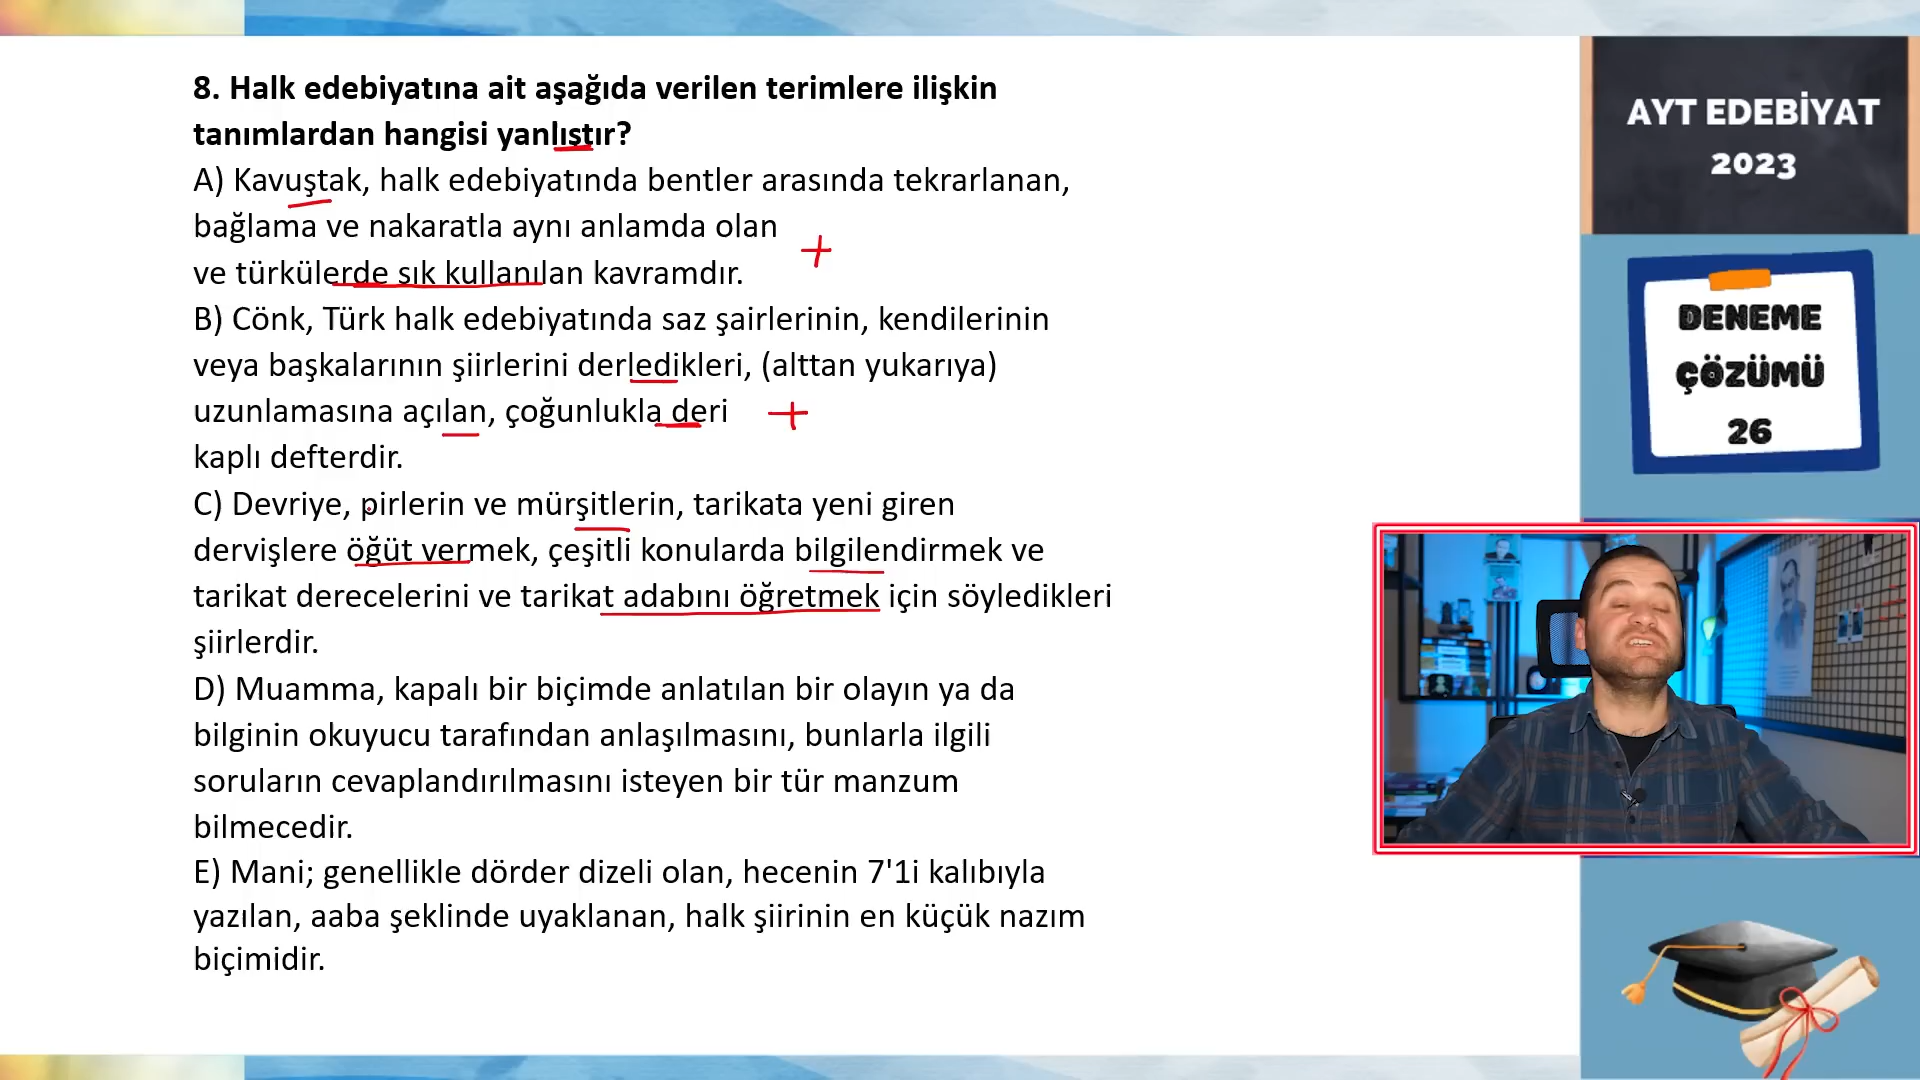 8. Halk edebiyatına ait aşağıda verilen terimlere ilişkin
tanımlardan hangisi yanlıştır?
A) Kavuştak, halk edebiyatında bentler arasında tekrarlanan,
bağlama ve nakaratla aynı anlamda olan
ve türkülerde sık kullanılan kavramdır.
B) Cönk, Türk halk edebiyatında saz şairlerinin, kendilerinin
veya başkalarının şiirlerini derledikleri, (alttan yukarıya)
uzunlamasına açılan, çoğunlukla deri
kaplı defterdir.
C) Devriye, pirlerin ve mürşitlerin, tarikata yeni giren
dervişlere öğüt vermek, çeşitli konularda bilgilendirmek ve
tarikat derecelerini ve tarikat adabını öğretmek için söyledikleri
şiirlerdir.
D) Muamma, kapalı bir biçimde anlatılan bir olayın ya da
bilginin okuyucu tarafından anlaşılmasını, bunlarla ilgili
soruların cevaplandırılmasını isteyen bir tür manzum
bilmecedir.
E) Mani; genellikle dörder dizeli olan, hecenin 7'1i kalıbıyla
yazılan, aaba şeklinde uyaklanan, halk şiirinin en küçük nazım
biçimidir.
AYT EDEBİYAT
2023
DENEME
ÇÖZÜMÜ
26